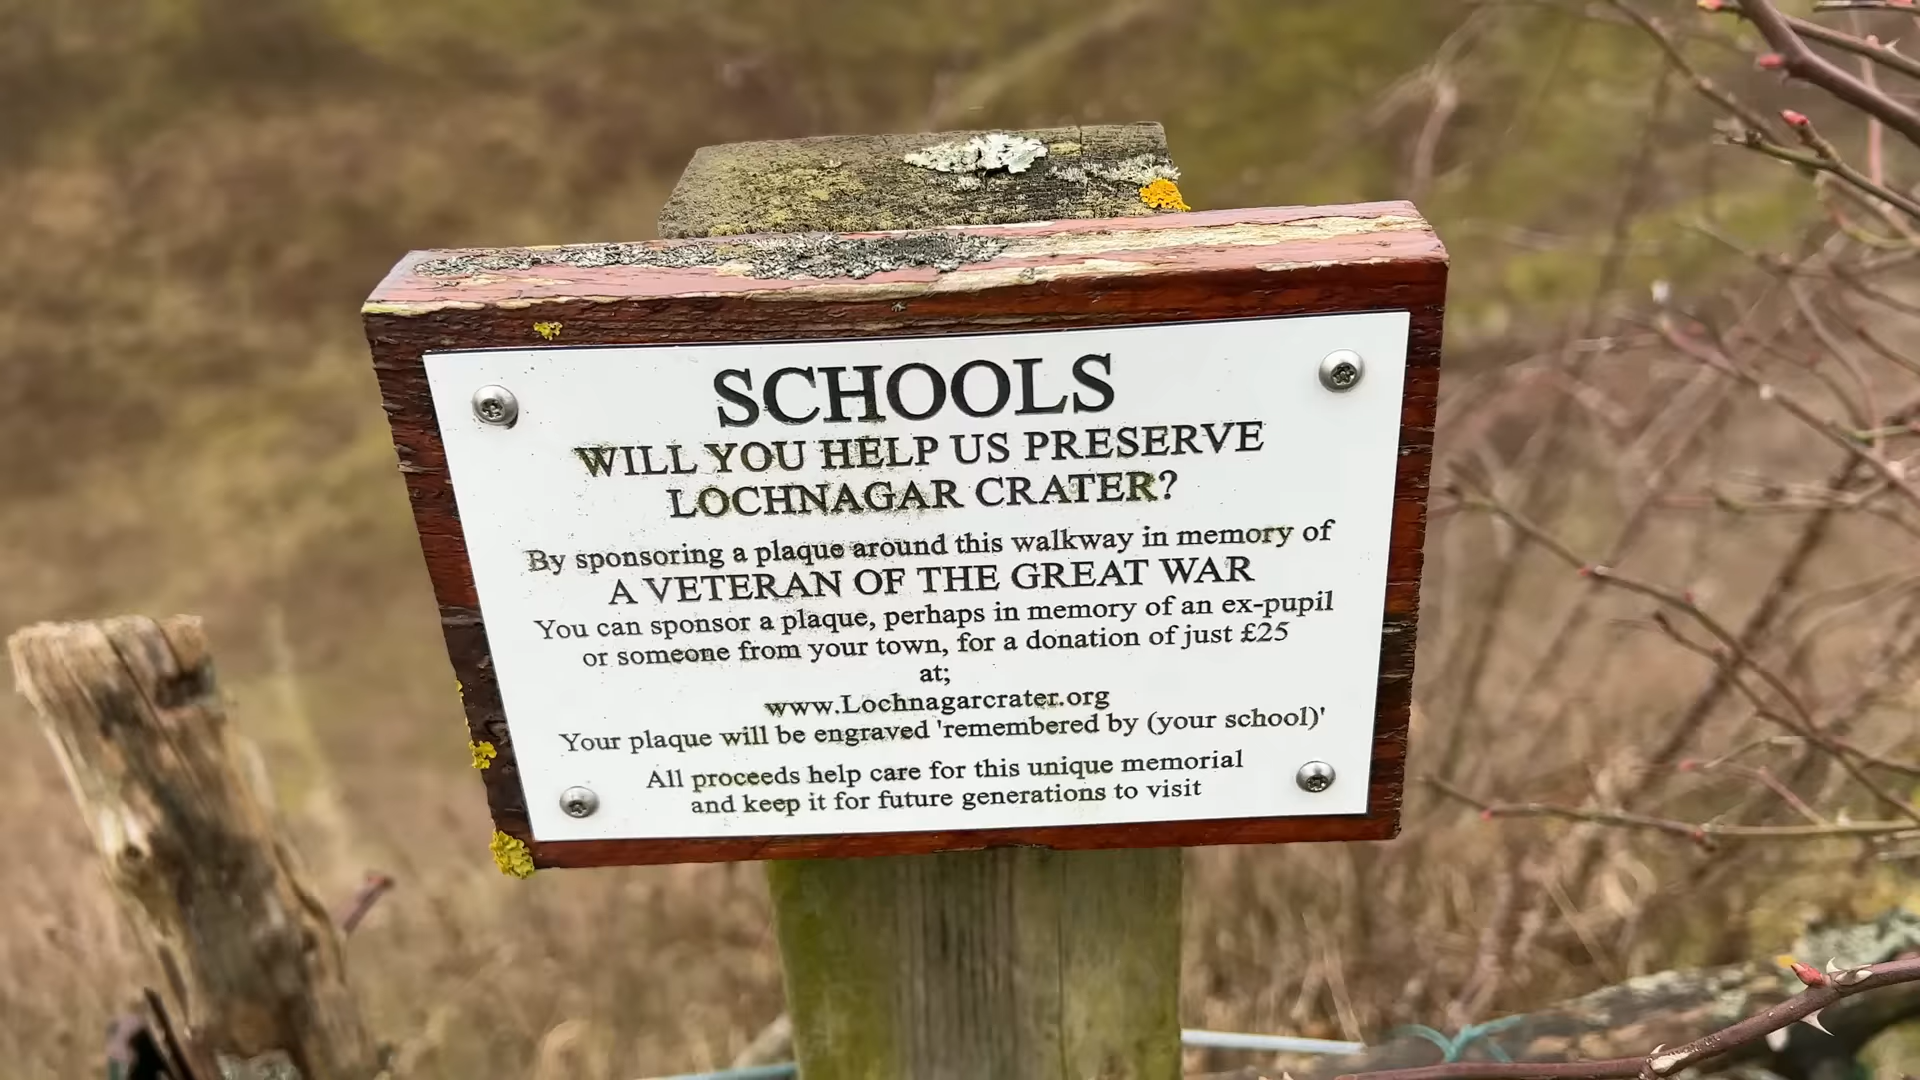 SCHOOLS
WILL YOU HELP US PRESERVE
LOCHNAGAR CRATER?
By sponsoring a plaque around this walkway in memory of
A VETERAN OF THE GREAT WAR
You can sponsor a plaque, perhaps in memory of an ex-pupil
or someone from your town, for a donation of just £25
at;
www.Lochnagarcrater.org
Your plaque will be engraved 'remembered by (your school)'
All proceeds help care for this unique memorial
and keep it for future generations to visit